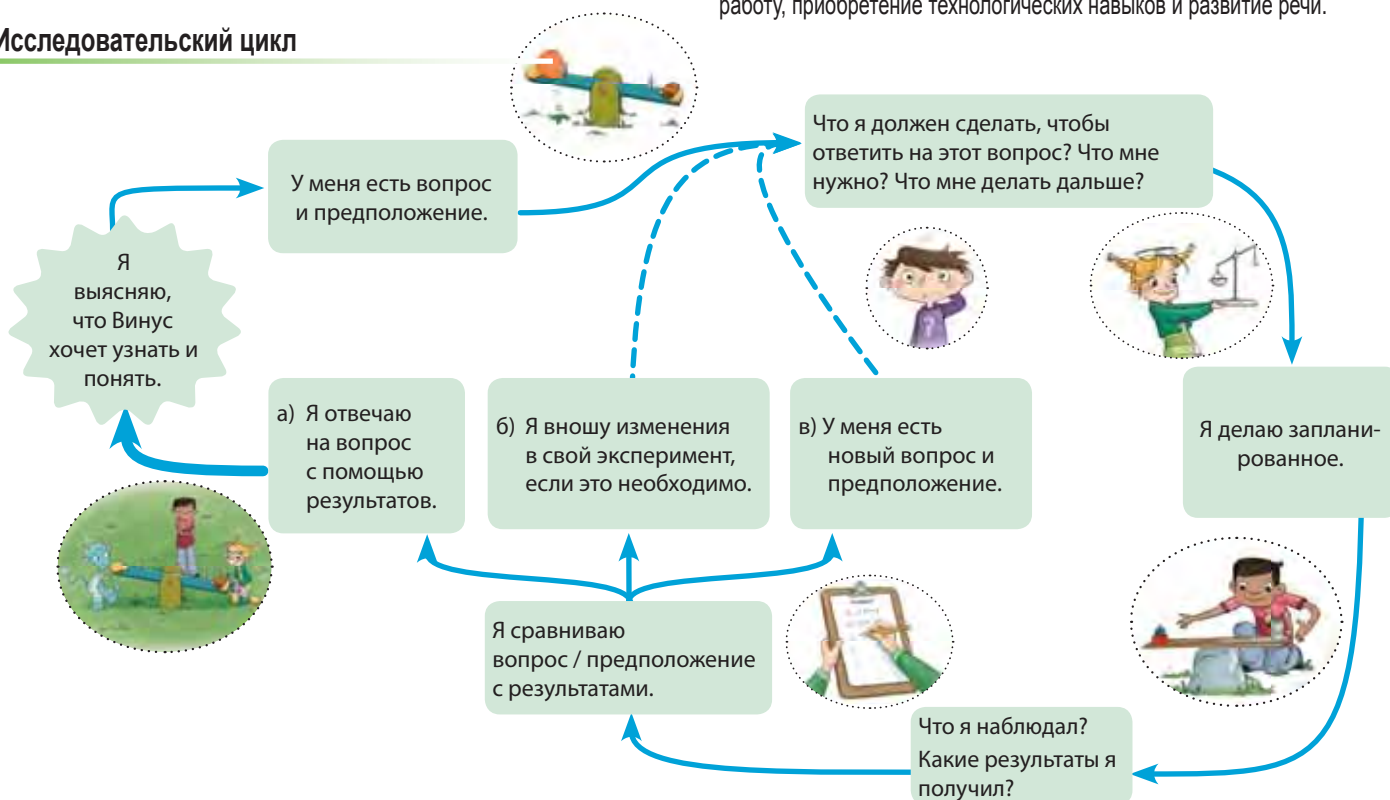 работу, приобретение технологических навыков и развитие речи.
Исследовательский цикл
Что я должен сделать, чтобы
ответить на этот вопрос? Что мне
нужно? Что мне делать дальше?
У меня есть вопрос
и предположение.
Я
выясняю,
что Винус
хочет узнать и
понять.
а) Я отвечаю
на вопрос
с помощью
результатов.
б) Я вношу изменения
в свой эксперимент,
если это необходимо.
в) У меня есть
новый вопрос и
предположение.
Я делаю заплани-
рованное.
Я сравниваю
вопрос / предположение
с результатами.
Что я наблюдал?
Какие результаты я
получил?